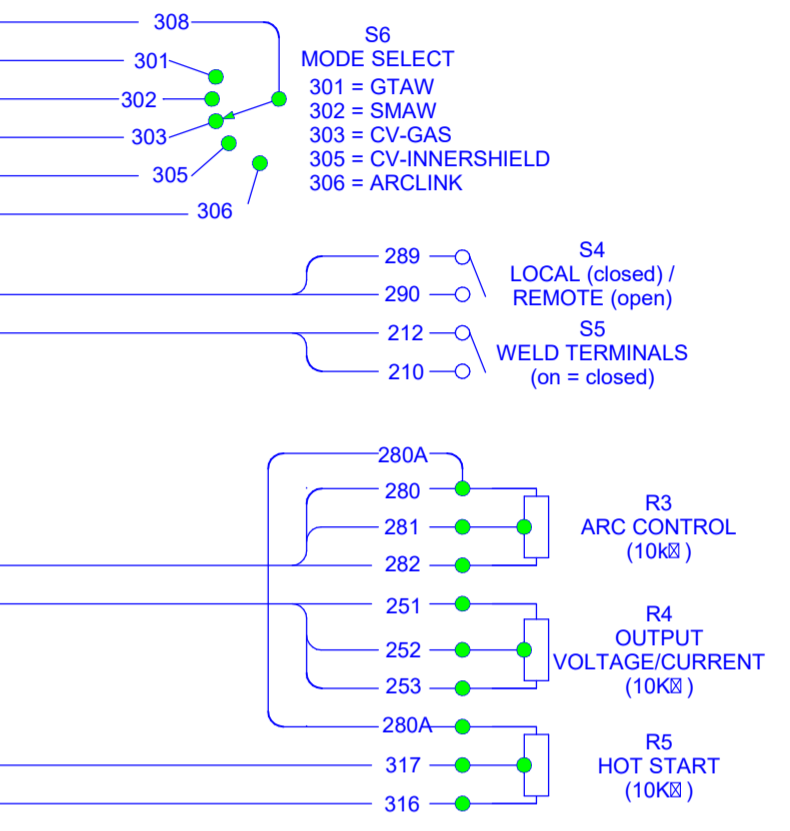 308
S6
MODE SELECT
301
301 = GTAW
302
302 = SMAW
303
303 = CV-GAS
305
305 = CV-INNERSHIELD
306
306 = ARCLINK
289
S4
LOCAL (closed) /
290
REMOTE (open)
212
S5
WELD TERMINALS
210
(on = closed)
280A
280
R3
281
ARC CONTROL
(10k▯ )
282
251
R4
OUTPUT
252
VOLTAGE/CURRENT
253
(10K▯ )
280A
R5
317
HOT START
(10K▯ )
316